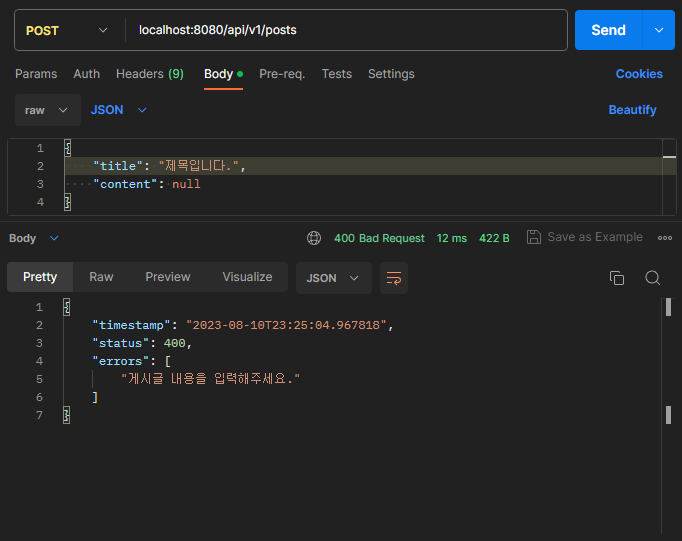 POST localhost:8080/api/v1/posts Send
Params Auth Headers (9) Body Pre-req. Tests Settings Cookies
raw JSON Beautify
1 {
2 "title": "제목입니다.",
3 "content": null
4 }
Body 400 Bad Request 12 ms 422 B Save as Example
Pretty Raw Preview Visualize JSON
1 {
2 "timestamp": "2023-08-10T23:25:04.967818",
3 "status": 400,
4 "errors": [
5 "게시글 내용을 입력해주세요."
6 ]
7 }